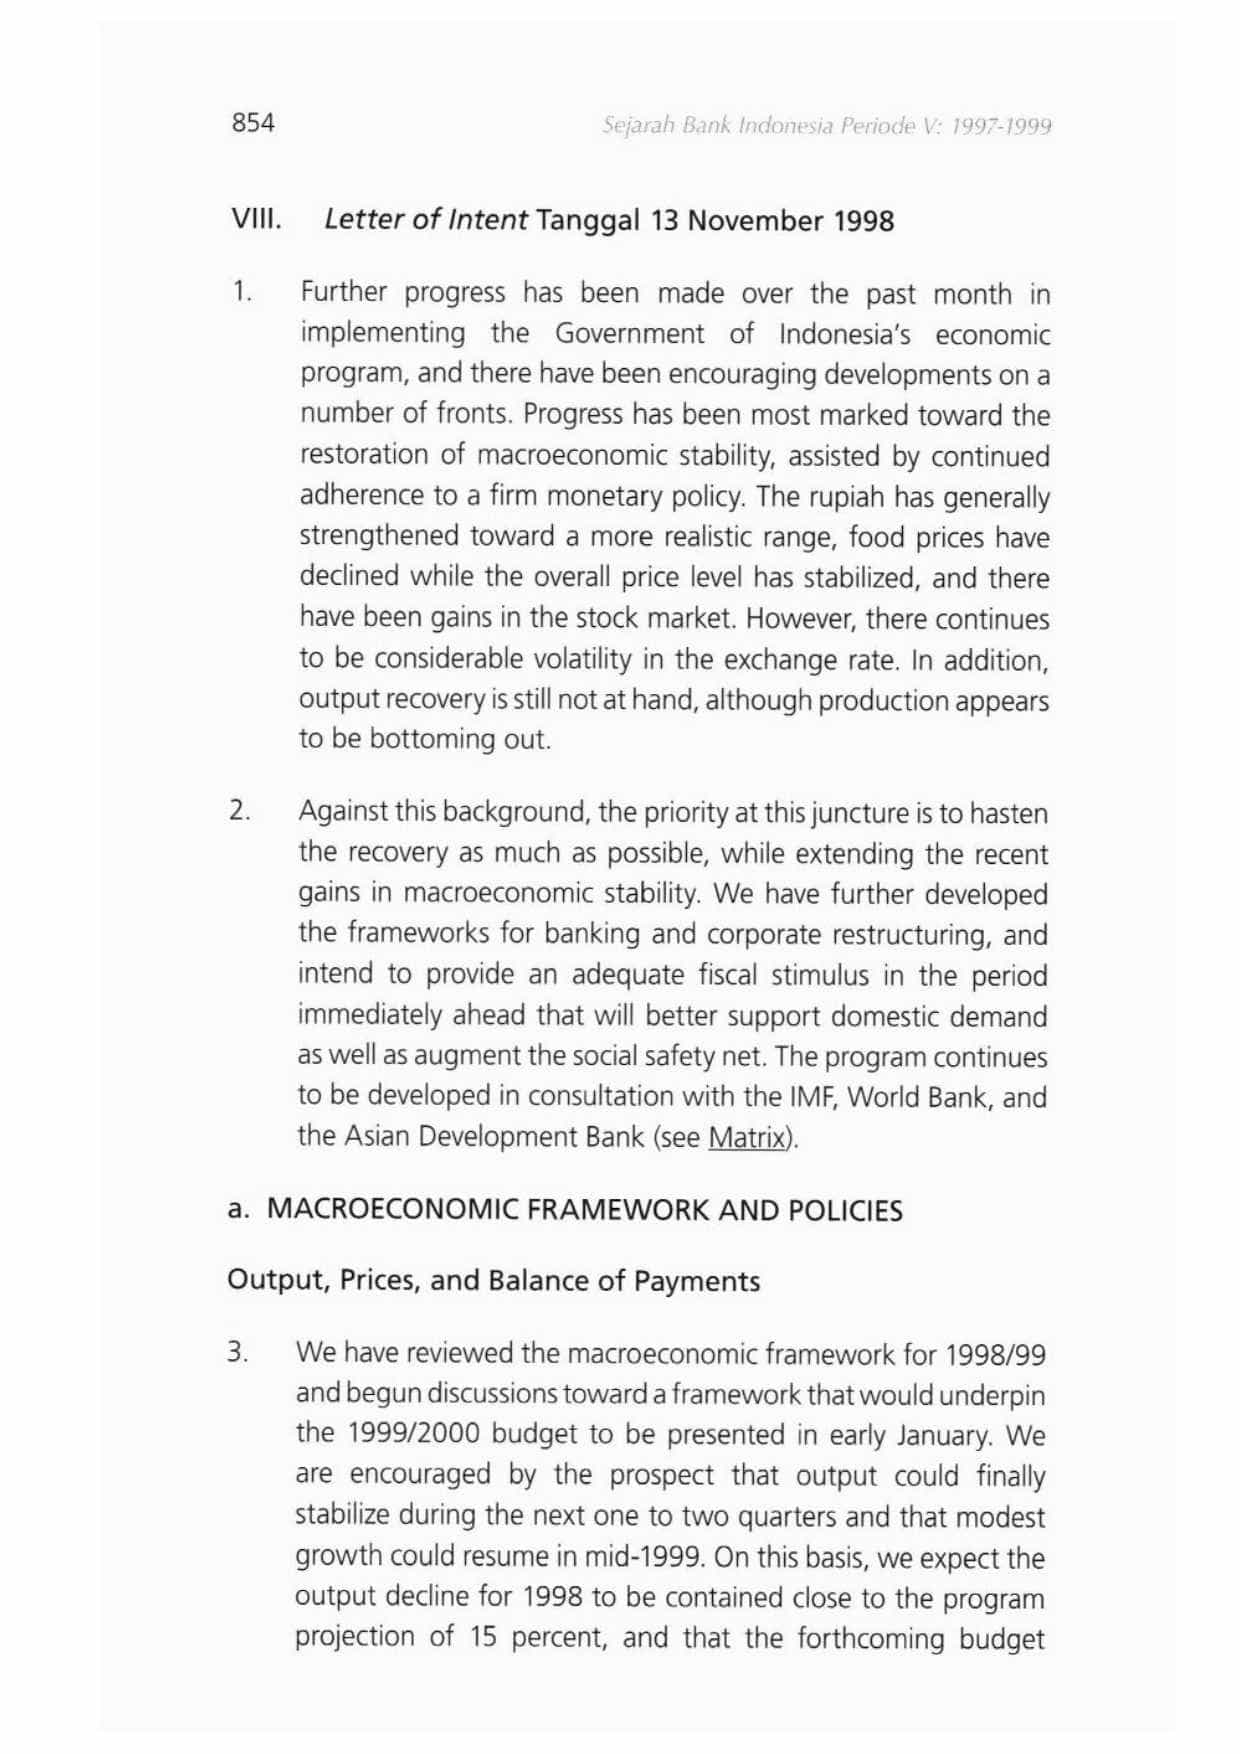 854
Sejarah Bank Indonesia Periode V: 1997-1999
VIII. Letter of Intent Tanggal 13 November 1998
1. Further progress has been made over the past month in
implementing the Government of Indonesia's economic
program, and there have been encouraging developments on a
number of fronts. Progress has been most marked toward the
restoration of macroeconomic stability, assisted by continued
adherence to a firm monetary policy. The rupiah has generally
strengthened toward a more realistic range, food prices have
declined while the overall price level has stabilized, and there
have been gains in the stock market. However, there continues
to be considerable volatility in the exchange rate. In addition,
output recovery is still not at hand, although production appears
to be bottoming out.
2. Against this background, the priority at this juncture is to hasten
the recovery as much as possible, while extending the recent
gains in macroeconomic stability. We have further developed
the frameworks for banking and corporate restructuring, and
intend to provide an adequate fiscal stimulus in the period
immediately ahead that will better support domestic demand
as well as augment the social safety net. The program continues
to be developed in consultation with the IMF, World Bank, and
the Asian Development Bank (see Matrix).
a. MACROECONOMIC FRAMEWORK AND POLICIES
Output, Prices, and Balance of Payments
3. We have reviewed the macroeconomic framework for 1998/99
and begun discussions toward a framework that would underpin
the 1999/2000 budget to be presented in early January. We
are encouraged by the prospect that output could finally
stabilize during the next one to two quarters and that modest
growth could resume in mid-1999. On this basis, we expect the
output decline for 1998 to be contained close to the program
projection of 15 percent, and that the forthcoming budget